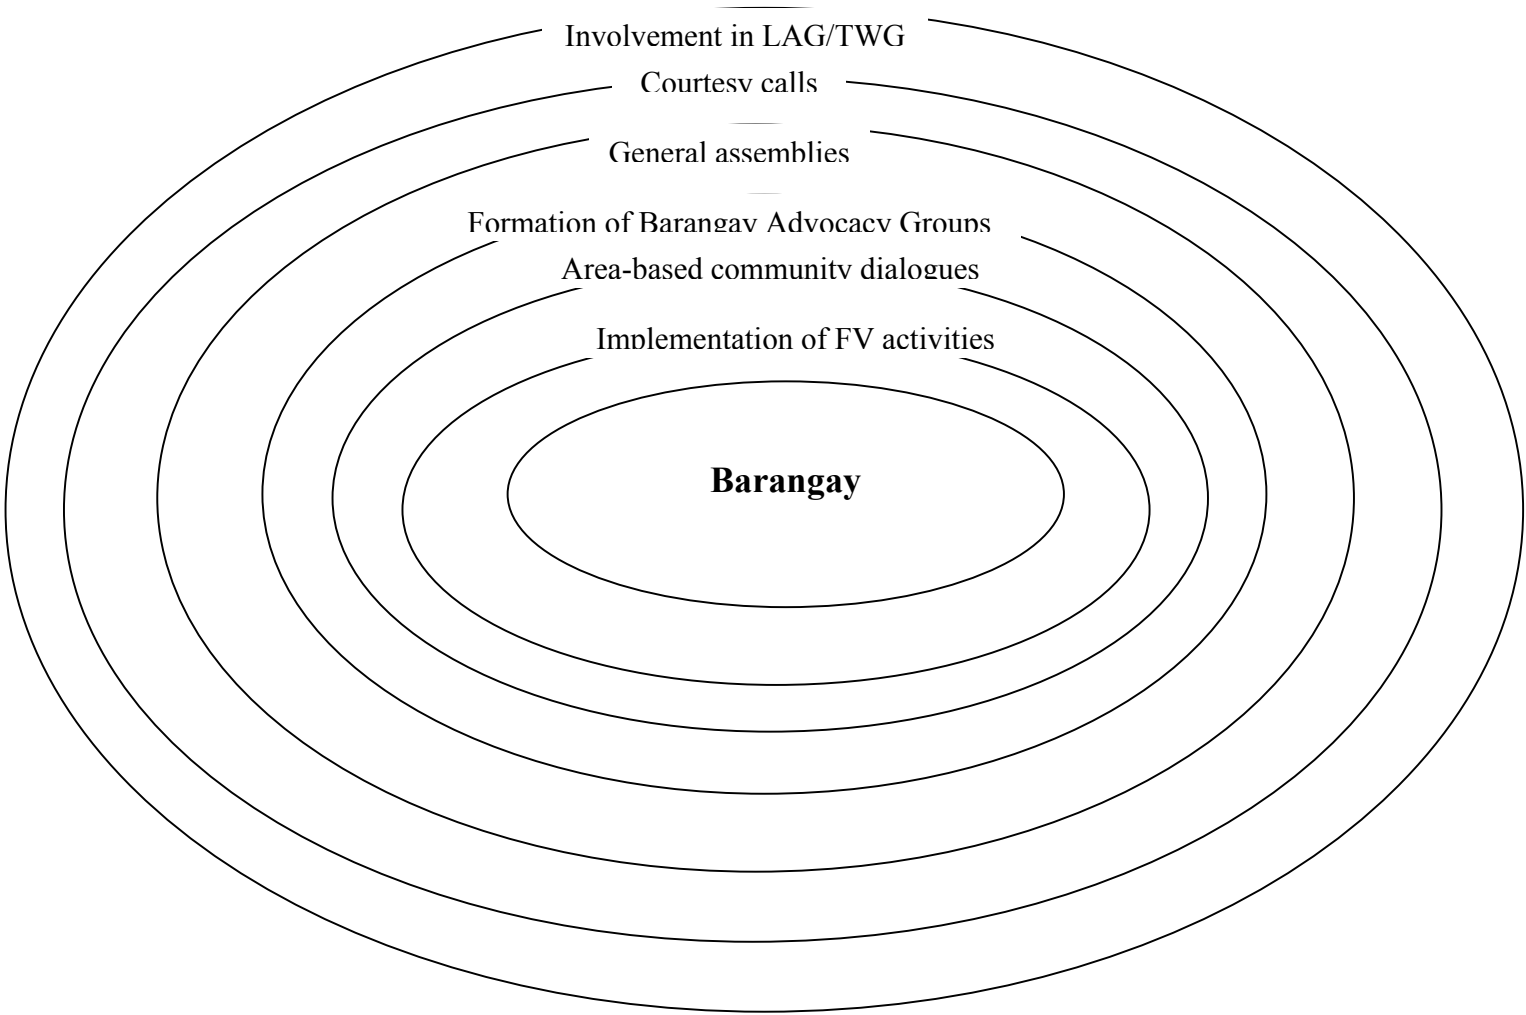 Involvement in LAG/TWG
Courtesy calls
General assemblies
Formation of Barangay Advocacy Groups
Area-based community dialogues
Implementation of FV activities
Barangay